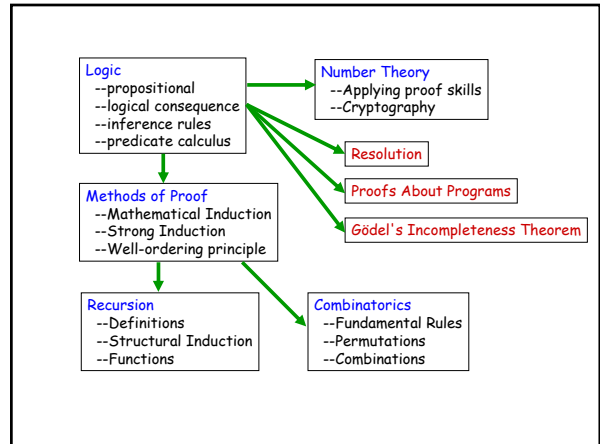 Logic
--propositional
--logical consequence
--inference rules
--predicate calculus
Number Theory
--Applying proof skills
--Cryptography
Resolution
Proofs About Programs
Gödel's Incompleteness Theorem
Methods of Proof
--Mathematical Induction
--Strong Induction
--Well-ordering principle
Recursion
--Definitions
--Structural Induction
--Functions
Combinatorics
--Fundamental Rules
--Permutations
--Combinations